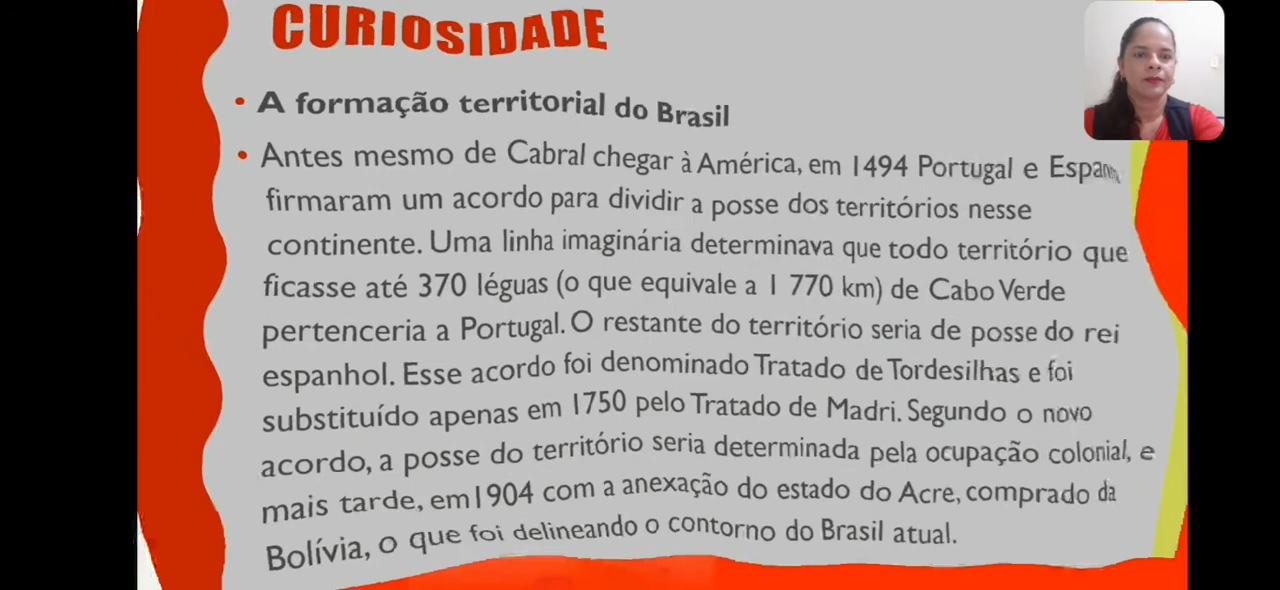 CURIOSIDADE
• A formação territorial do Brasil
• Antes mesmo de Cabral chegar à América, em 1494 Portugal e
firmaram um acordo para dividir a posse dos territórios nesse
continente. Uma linha imaginária determinava que todo território que
ficasse até 370 léguas (o que equivale a 1 770 km) de Cabo Verde
pertenceria a Portugal. O restante do território seria de posse do rei
espanhol. Esse acordo foi denominado Tratado de Tordesilhas e foi
substituído apenas em 1750 pelo Tratado de Madri. Segundo o novo
acordo, a posse do território seria determinada pela ocupação colonial, e
mais tarde, em1904 com a anexação do estado do Acre, comprado da
Bolívia, o que foi delineando o contorno do Brasil atual.